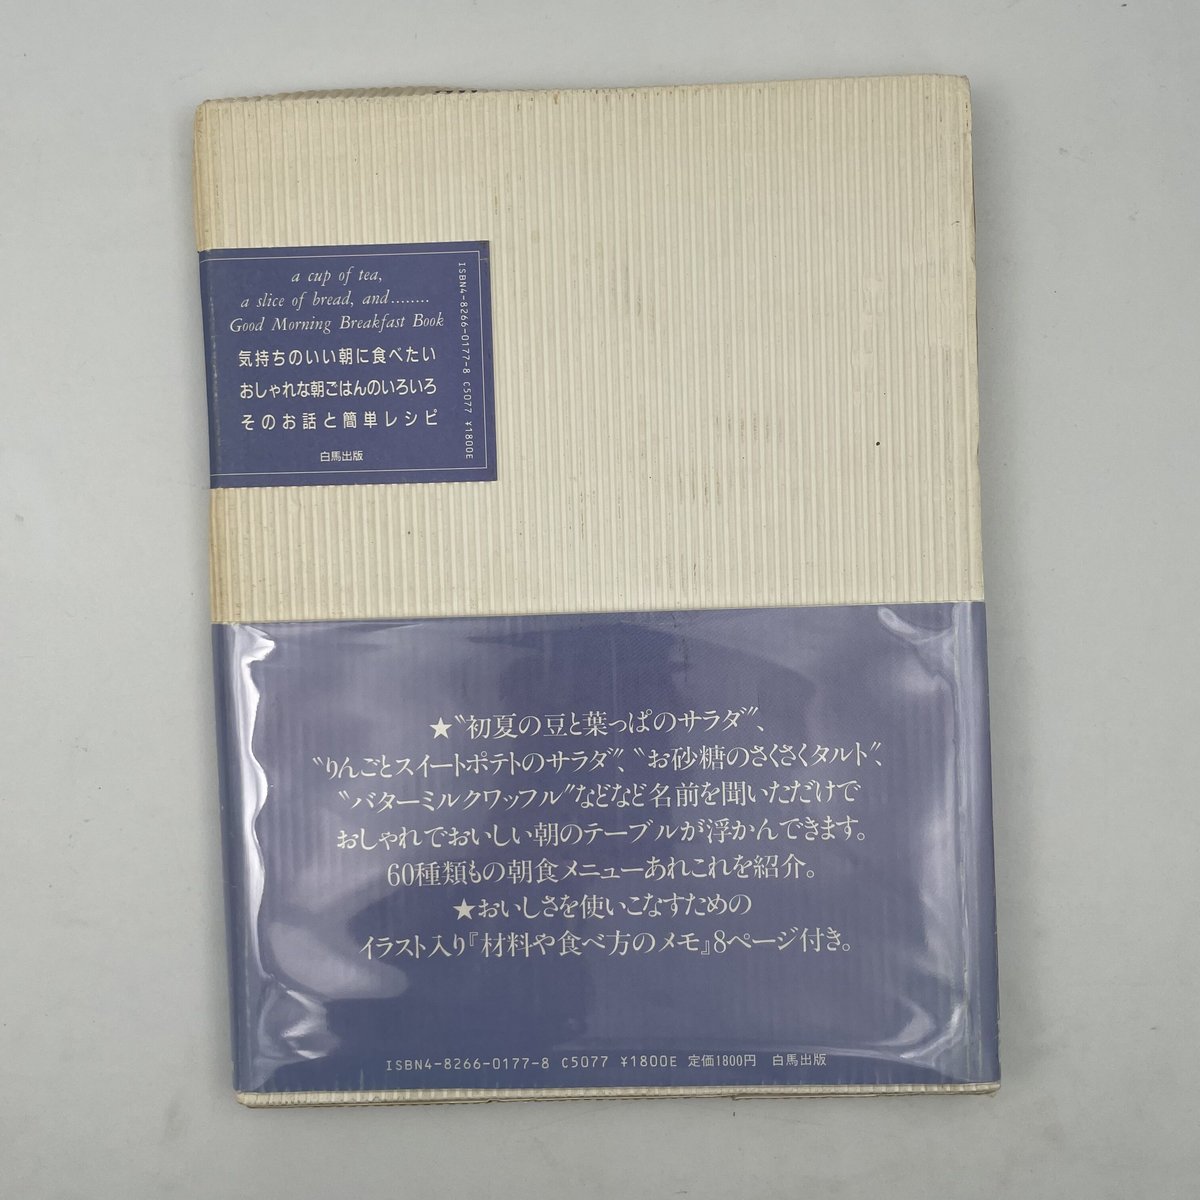 a cup of tea,
a slice of bread, and........
Good Morning Breakfast Book
気持ちのいい朝に食べたい
おしゃれな朝ごはんのいろいろ
そのお話と簡単レシピ
白馬出版
ISBN4-8266-0177-8 C5077 ¥1800E
★〝初夏の豆と葉っぱのサラダ〟、
〝りんごとスイートポテトのサラダ〟、〝お砂糖のさくさくタルト〟、
〝バターミルクワッフル〟などなど名前を聞いただけで
おしゃれでおいしい朝のテーブルが浮かんできます。
60種類もの朝食メニューあれこれを紹介。
★おいしさを使いこなすための
イラスト入り『材料や食べ方のメモ』8ページ付き。
ISBN4-8266-0177-8 C5077 ¥1800E 定価1800円 白馬出版